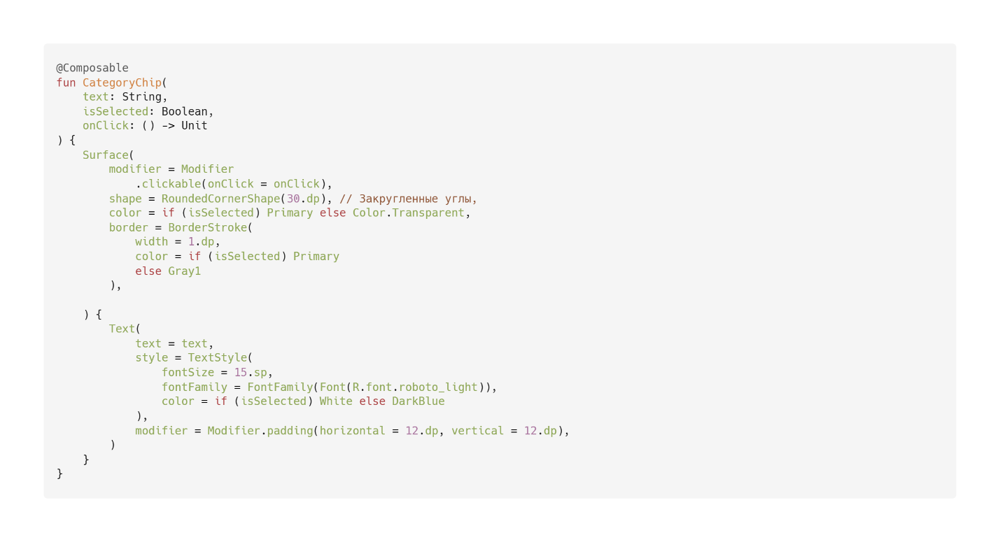 @Composable
fun CategoryChip(
    text: String,
    isSelected: Boolean,
    onClick: () -> Unit
) {
    Surface(
        modifier = Modifier
            .clickable(onClick = onClick),
        shape = RoundedCornerShape(30.dp), // Закругленные углы,
        color = if (isSelected) Primary else Color.Transparent,
        border = BorderStroke(
            width = 1.dp,
            color = if (isSelected) Primary
            else Gray1
        ),

    ) {
        Text(
            text = text,
            style = TextStyle(
                fontSize = 15.sp,
                fontFamily = FontFamily(Font(R.font.roboto_light)),
                color = if (isSelected) White else DarkBlue
            ),
            modifier = Modifier.padding(horizontal = 12.dp, vertical = 12.dp),
        )
    }
}